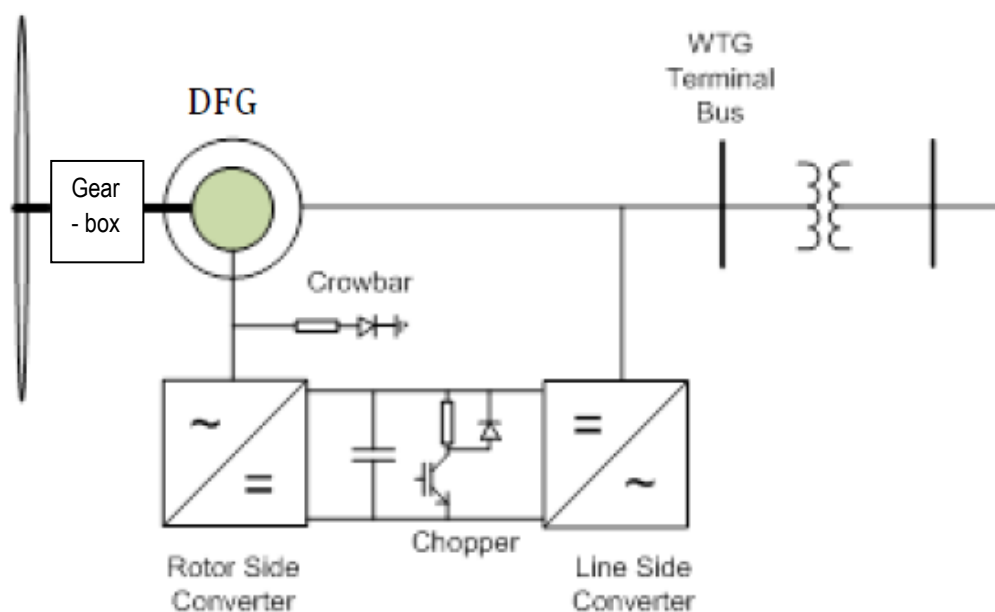 WTG
Terminal
Bus
DFG
Gear
- box
Crowbar
~
=
=
~
Chopper
Rotor Side
Converter
Line Side
Converter